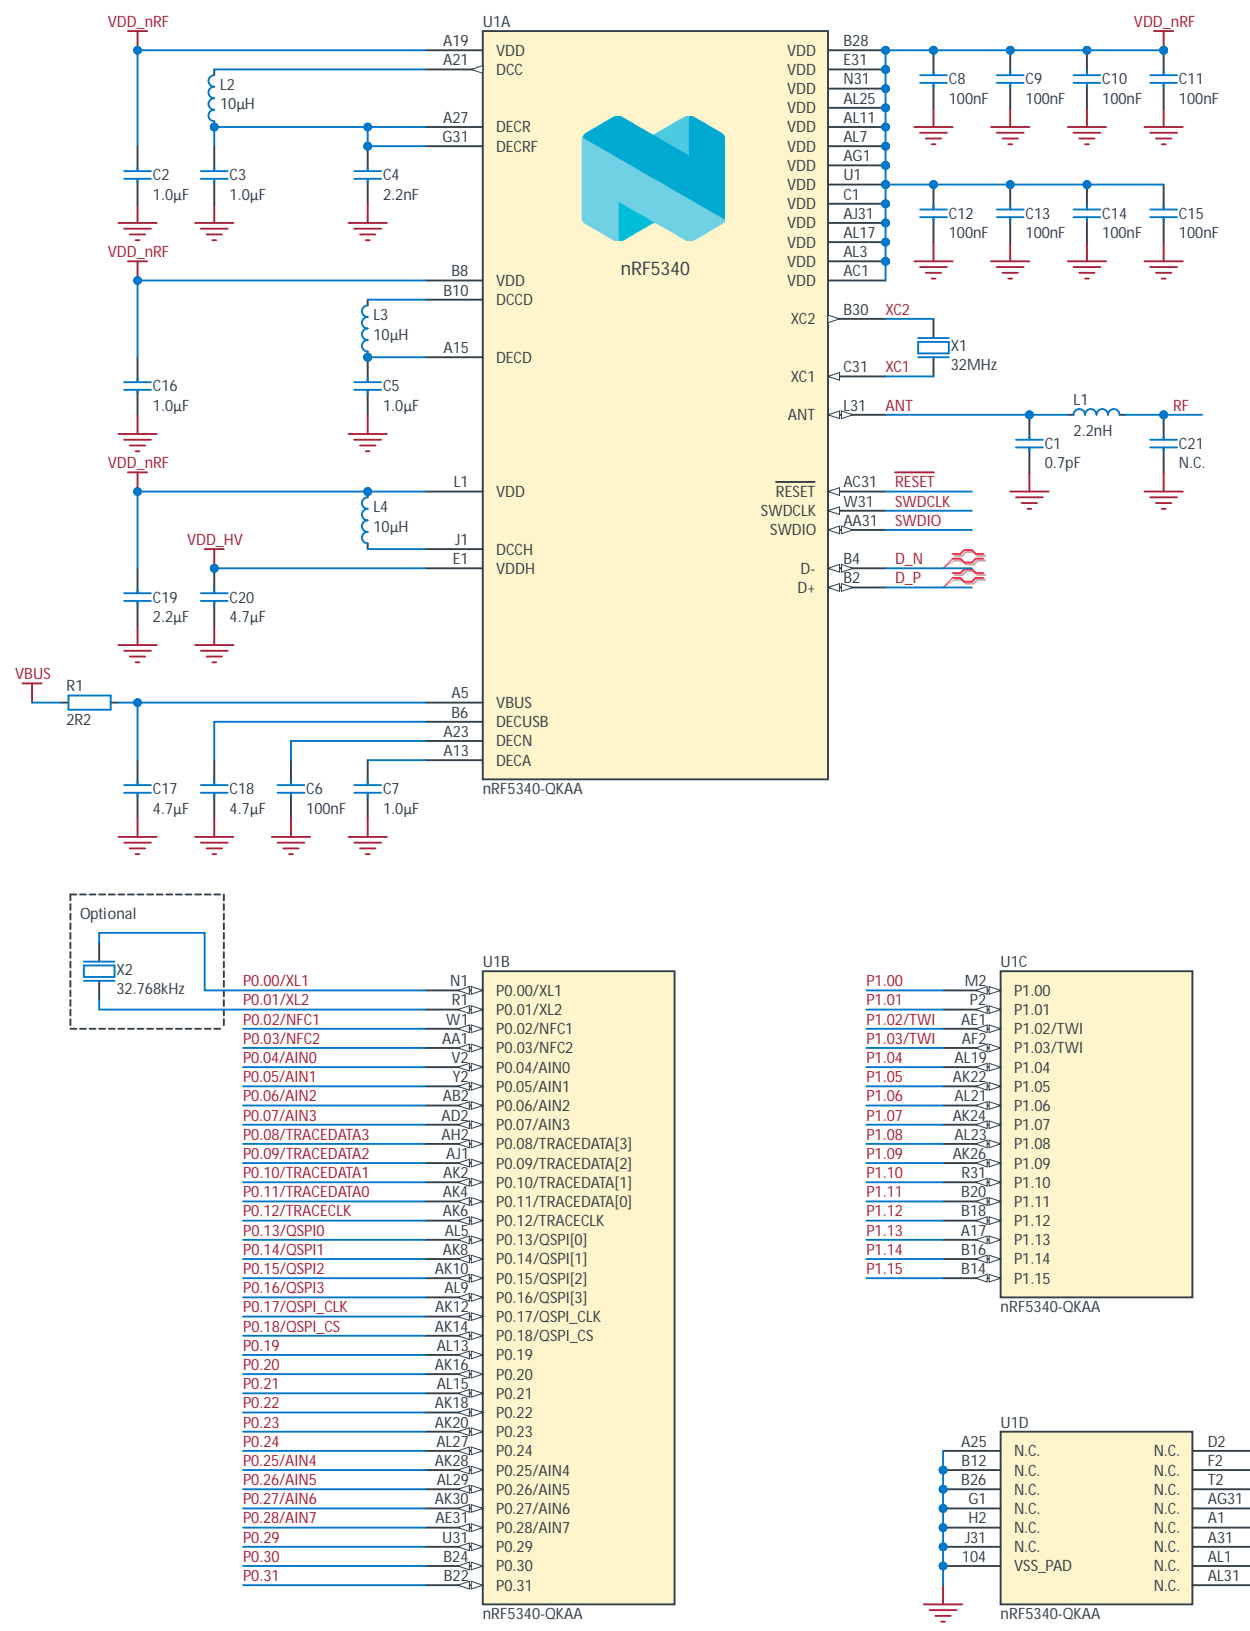 VDD_nRF
U1A
VDD_nRF
A19 VDD
A21 DCC
L2
10µH
A27 DECR
G31 DECRF
C2
1.0µF
C3
1.0µF
C4
2.2nF
VDD_nRF
B8 VDD
B10 DCCD
L3
10µH
A15 DECD
C16
1.0µF
C5
1.0µF
VDD_nRF
L1 VDD
L4
10µH
VDD_HV
J1 DCCH
E1 VDDH
C19
2.2µF
C20
4.7µF
VBUS
R1
2R2
A5 VBUS
B6 DECUSB
A23 DECN
A13 DECA
C17
4.7µF
C18
4.7µF
C6
100nF
C7
1.0µF
nRF5340
nRF5340-QKAA
VDD B28
VDD E31
VDD N31
VDD AL25
VDD AL11
VDD AL7
VDD AG1
VDD U1
VDD C1
VDD AJ31
VDD AL17
VDD AL3
VDD AC1
C8
100nF
C9
100nF
C10
100nF
C11
100nF
C12
100nF
C13
100nF
C14
100nF
C15
100nF
XC2 B30 XC2
X1
32MHz
XC1 C31 XC1
ANT L31 ANT
L1
2.2nH
RF
C1
0.7pF
C21
N.C.
RESET AC31 RESET
SWDCLK W31 SWDCLK
SWDIO AA31 SWDIO
D- B4 D_N
D+ B2 D_P
Optional
X2
32.768kHz
U1B
P0.00/XL1 N1 P0.00/XL1
P0.01/XL2 R1 P0.01/XL2
P0.02/NFC1 W1 P0.02/NFC1
P0.03/NFC2 AA1 P0.03/NFC2
P0.04/AIN0 V2 P0.04/AIN0
P0.05/AIN1 Y2 P0.05/AIN1
P0.06/AIN2 AB2 P0.06/AIN2
P0.07/AIN3 AD2 P0.07/AIN3
P0.08/TRACEDATA3 AH2 P0.08/TRACEDATA[3]
P0.09/TRACEDATA2 AJ1 P0.09/TRACEDATA[2]
P0.10/TRACEDATA1 AK2 P0.10/TRACEDATA[1]
P0.11/TRACEDATA0 AK4 P0.11/TRACEDATA[0]
P0.12/TRACECLK AK6 P0.12/TRACECLK
P0.13/QSPI0 AL5 P0.13/QSPI[0]
P0.14/QSPI1 AK8 P0.14/QSPI[1]
P0.15/QSPI2 AK10 P0.15/QSPI[2]
P0.16/QSPI3 AL9 P0.16/QSPI[3]
P0.17/QSPI_CLK AK12 P0.17/QSPI_CLK
P0.18/QSPI_CS AK14 P0.18/QSPI_CS
P0.19 AL13 P0.19
P0.20 AK16 P0.20
P0.21 AL15 P0.21
P0.22 AK18 P0.22
P0.23 AK20 P0.23
P0.24 AL27 P0.24
P0.25/AIN4 AK28 P0.25/AIN4
P0.26/AIN5 AL29 P0.26/AIN5
P0.27/AIN6 AK30 P0.27/AIN6
P0.28/AIN7 AE31 P0.28/AIN7
P0.29 U31 P0.29
P0.30 B24 P0.30
P0.31 B22 P0.31
nRF5340-QKAA
U1C
P1.00 M2 P1.00
P1.01 P2 P1.01
P1.02/TWI AE1 P1.02/TWI
P1.03/TWI AF2 P1.03/TWI
P1.04 AL19 P1.04
P1.05 AK22 P1.05
P1.06 AL21 P1.06
P1.07 AK24 P1.07
P1.08 AL23 P1.08
P1.09 AK26 P1.09
P1.10 R31 P1.10
P1.11 B20 P1.11
P1.12 B18 P1.12
P1.13 A17 P1.13
P1.14 B16 P1.14
P1.15 B14 P1.15
nRF5340-QKAA
U1D
A25 N.C. N.C. D2
B12 N.C. N.C. F2
B26 N.C. N.C. T2
G1 N.C. N.C. AG31
H2 N.C. N.C. A1
J31 N.C. N.C. A31
104 VSS_PAD N.C. AL1
N.C. AL31
nRF5340-QKAA